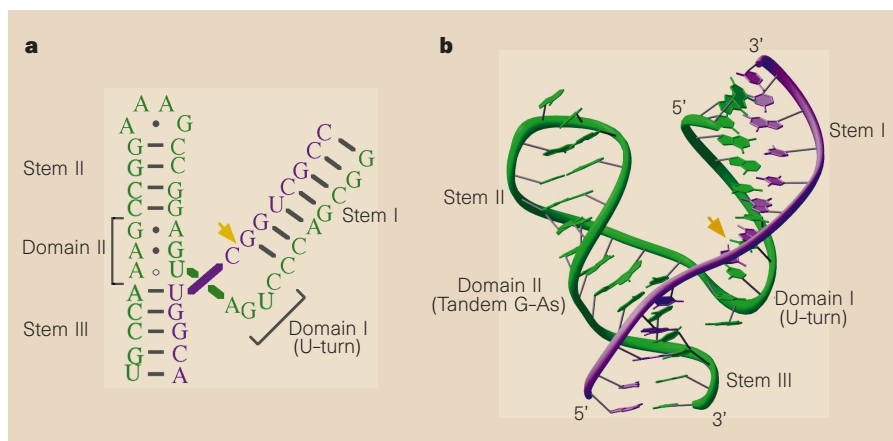 a
A A
A G
G C
G C
C G
C G
G A
A G
A U
A U
C G
C G
G C
U A
C G G U C G C C
A G U C C C A G C G G
Stem II
Domain II
Stem III
Stem I
Domain I
(U-turn)
b
3'
5'
Stem I
Stem II
Domain II
(Tandem G-As)
Domain I
(U-turn)
Stem III
5'
3'